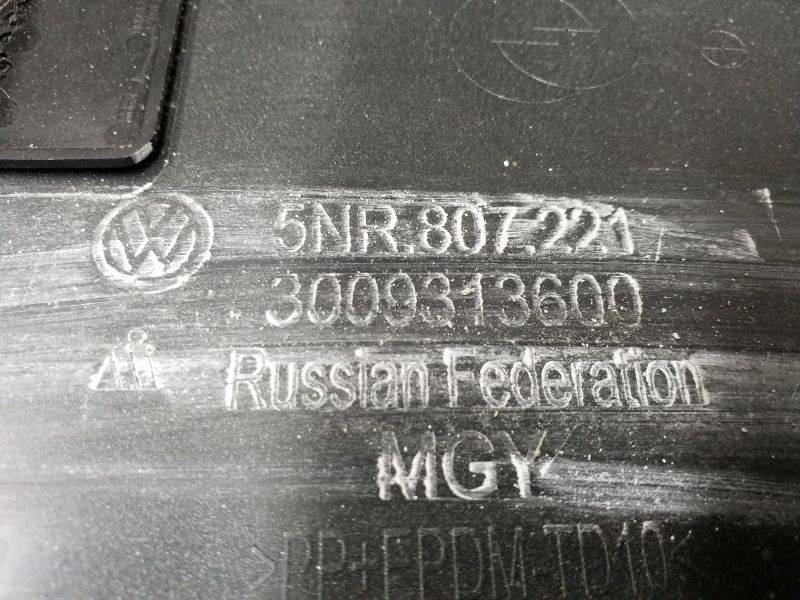 5NR.807.221
3009313600
Russian Federation
MGY
>PP+EPDM-TD10<